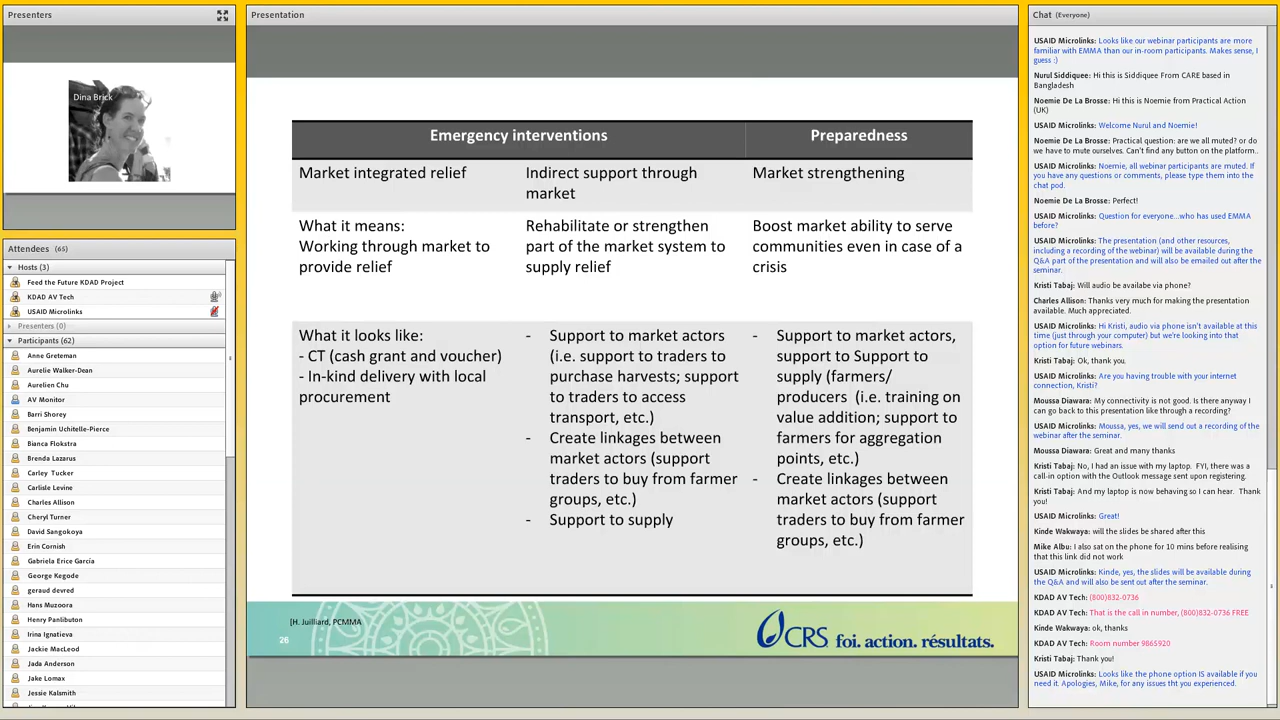 Presenters
Dina Brick
Attendees (65)
Hosts (3)
Feed the Future KDAD Project
KDAD AV Tech
USAID Microlinks
Presenters (0)
Participants (62)
Anne Greteman
Aurelie Walker-Dean
Aurelien Chu
AV Monitor
Barri Shorey
Benjamin Uchitelle-Pierce
Bianca Flokstra
Brenda Lazarus
Carley Tucker
Carlisle Levine
Charles Allison
Cheryl Turner
David Sangokoya
Erin Cornish
Gabriela Erice García
George Kegode
geraud devred
Hans Muzoora
Henry Panlibuton
Irina Ignatieva
Jackie MacLeod
Jada Anderson
Jake Lomax
Jessie Kalsmith
Presentation
Emergency interventions
Preparedness
Market integrated relief
Indirect support through
market
Market strengthening
What it means:
Working through market to
provide relief
Rehabilitate or strengthen
part of the market system to
supply relief
Boost market ability to serve
communities even in case of a
crisis
What it looks like:
- CT (cash grant and voucher)
- In-kind delivery with local
procurement
- Support to market actors
(i.e. support to traders to
purchase harvests; support
to traders to access
transport, etc.)
- Create linkages between
market actors (support
traders to buy from farmer
groups, etc.)
- Support to supply
- Support to market actors,
support to Support to
supply (farmers/
producers (i.e. training on
value addition; support to
farmers for aggregation
points, etc.)
- Create linkages between
market actors (support
traders to buy from farmer
groups, etc.)
[H. Juilliard, PCMMA
26
CRS foi. action. résultats.
Chat (Everyone)
USAID Microlinks: Looks like our webinar participants are more
familiar with EMMA than our in-room participants. Makes sense, I
guess :)
Nurul Siddiquee: Hi this is Siddiquee From CARE based in
Bangladesh
Noemie De La Brosse: Hi this is Noemie from Practical Action
(UK)
USAID Microlinks: Welcome Nurul and Noemie!
Noemie De La Brosse: Practical question: are we all muted? or do
we have to mute ourselves. Can't find any button on the platform..
USAID Microlinks: Noemie, all webinar participants are muted. If
you have any questions or comments, please type them into the
chat pod.
Noemie De La Brosse: Perfect!
USAID Microlinks: Question for everyone...who has used EMMA
before?
USAID Microlinks: The presentation (and other resources,
including a recording of the webinar) will be available during the
Q&A part of the presentation and will also be emailed out after the
seminar.
Kristi Tabaj: Will audio be availabe via phone?
Charles Allison: Thanks very much for making the presentation
available. Much appreciated.
USAID Microlinks: Hi Kristi, audio via phone isn't available at this
time (just through your computer) but we're looking into that
option for future webinars.
Kristi Tabaj: Ok, thank you.
USAID Microlinks: Are you having trouble with your internet
connection, Kristi?
Moussa Diawara: My connectivity is not good. Is there anyway I
can go back to this presentation like through a recording?
USAID Microlinks: Moussa, yes, we will send out a recording of the
webinar after the seminar.
Moussa Diawara: Great and many thanks
Kristi Tabaj: No, I had an issue with my laptop. FYI, there was a
call-in option with the Outlook message sent upon registering.
Kristi Tabaj: And my laptop is now behaving so I can hear. Thank
you!
USAID Microlinks: Great!
Kinde Wakwaya: will the slides be shared after this
Mike Albu: I also sat on the phone for 10 mins before realising
that this link did not work
USAID Microlinks: Kinde, yes, the slides will be available during
the Q&A and will also be sent out after the seminar.
KDAD AV Tech: (800)832-0736
KDAD AV Tech: That is the call in number, (800)832-0736 FREE
Kinde Wakwaya: ok, thanks
KDAD AV Tech: Room number 9865920
Kristi Tabaj: Thank you!
USAID Microlinks: Looks like the phone option IS available if you
need it. Apologies, Mike, for any issues tht you experienced.